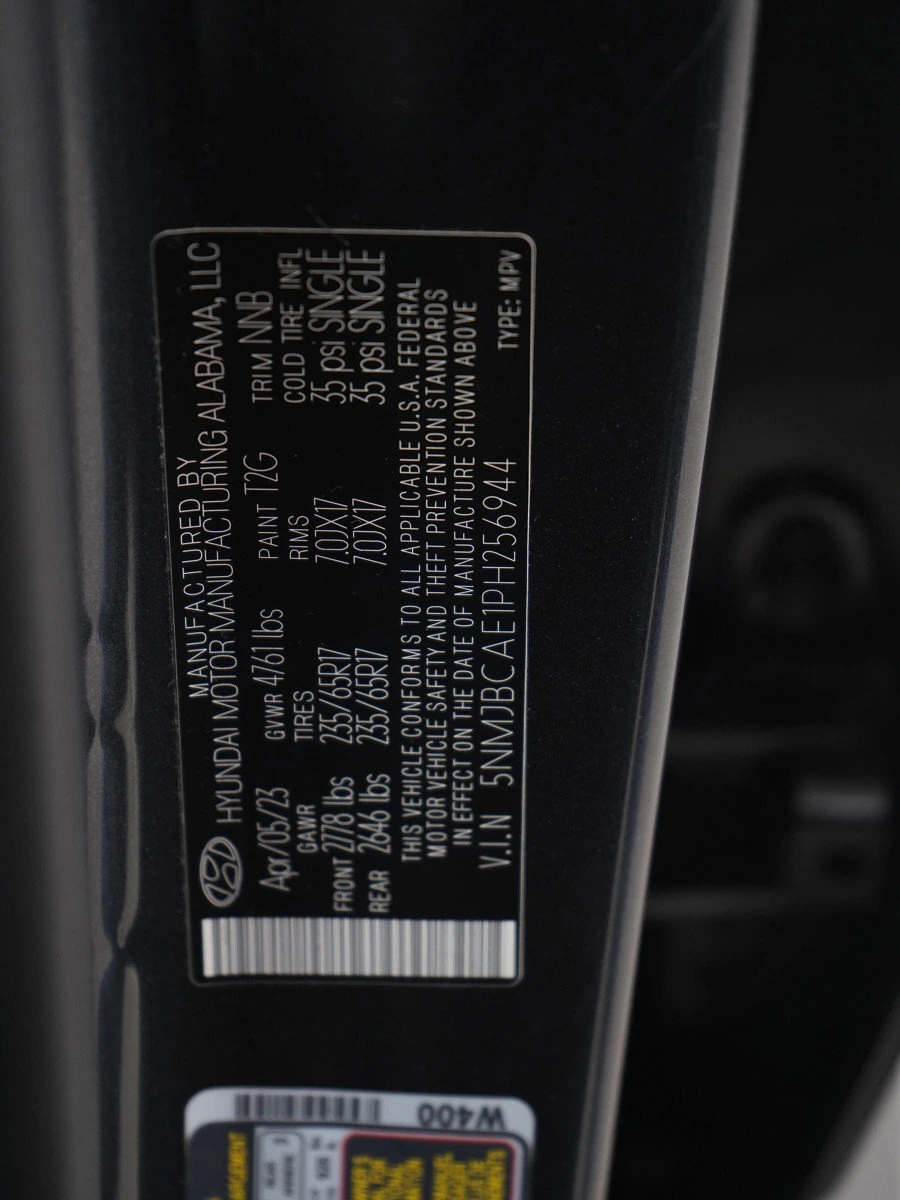 MANUFACTURED BY
HYUNDAI MOTOR MANUFACTURING ALABAMA, LLC
Apr/05/23 GVWR 4761 lbs PAINT T2G TRIM NNB
GAWR TIRES RIMS COLD TIRE INFL
FRONT 2778 lbs 235/65R17 7.0JX17 35 psi SINGLE
REAR 2646 lbs 235/65R17 7.0JX17 35 psi SINGLE
THIS VEHICLE CONFORMS TO ALL APPLICABLE U.S.A. FEDERAL
MOTOR VEHICLE SAFETY AND THEFT PREVENTION STANDARDS
IN EFFECT ON THE DATE OF MANUFACTURE SHOWN ABOVE
V.I.N 5NMJBCAE1PH256944
TYPE: MPV
W400